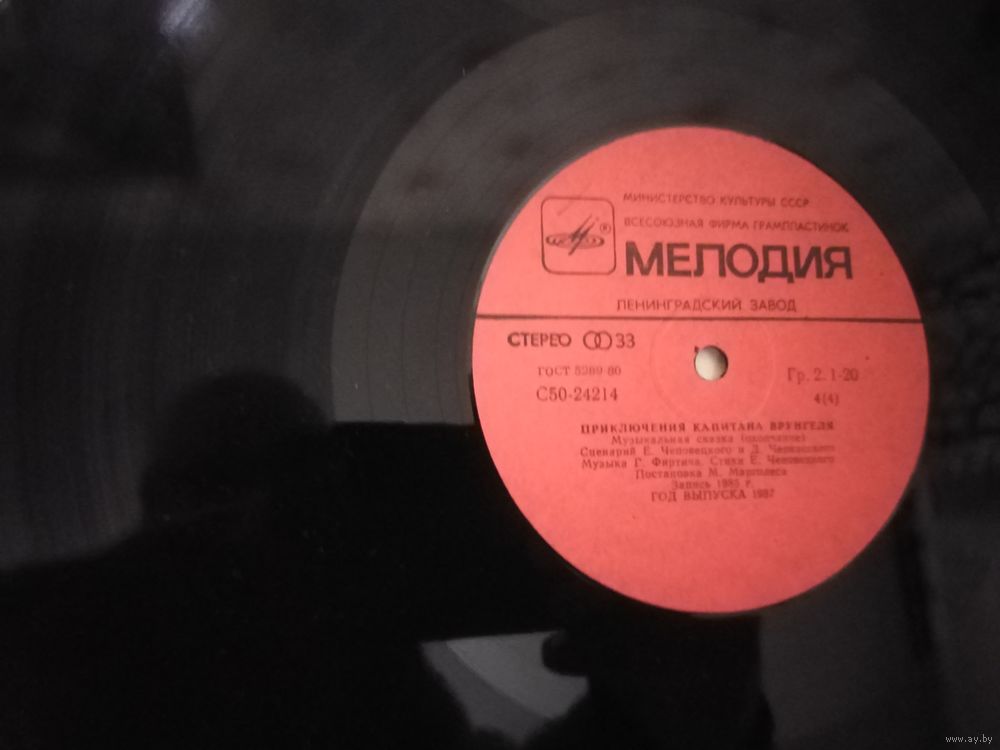 МИНИСТЕРСТВО КУЛЬТУРЫ СССР
ВСЕСОЮЗНАЯ ФИРМА ГРАМПЛАСТИНОК
®
МЕЛОДИЯ
ЛЕНИНГРАДСКИЙ ЗАВОД
СТЕРЕО 33
ГОСТ 5289-80
Гр. 2. 1-20
С50-24214
4(4)
ПРИКЛЮЧЕНИЯ КАПИТАНА ВРУНГЕЛЯ
Музыкальная сказка (окончание)
Сценарий Е. Чеповецкого и Д. Черкасского
Музыка Г. Фиртича, Стихи Е. Чеповецкого
Постановка М. Марголеса
Запись 1985 г.
ГОД ВЫПУСКА 1987
www.ay.by